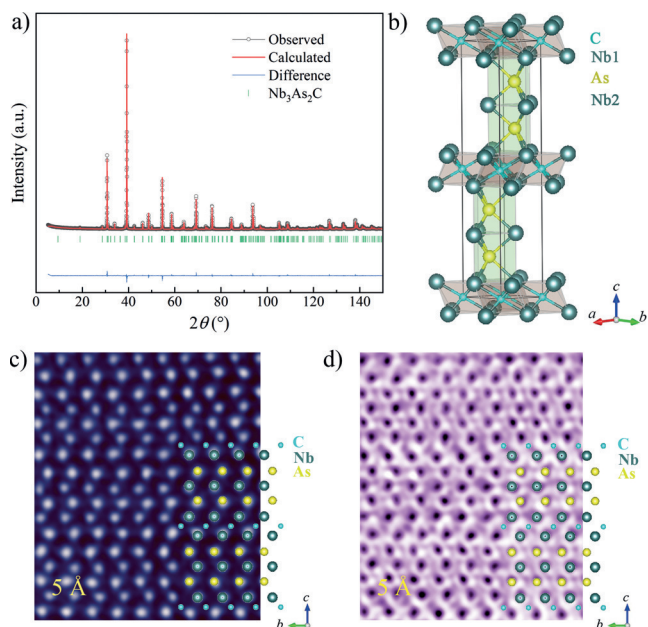 a)
Observed
Calculated
Difference
Nb₃As₂C
Intensity (a.u.)
0 20 40 60 80 100 120 140
2θ(°)
b)
C
Nb1
As
Nb2
c
a b
c)
C
Nb
As
5 Å
c
b
d)
C
Nb
As
5 Å
c
b